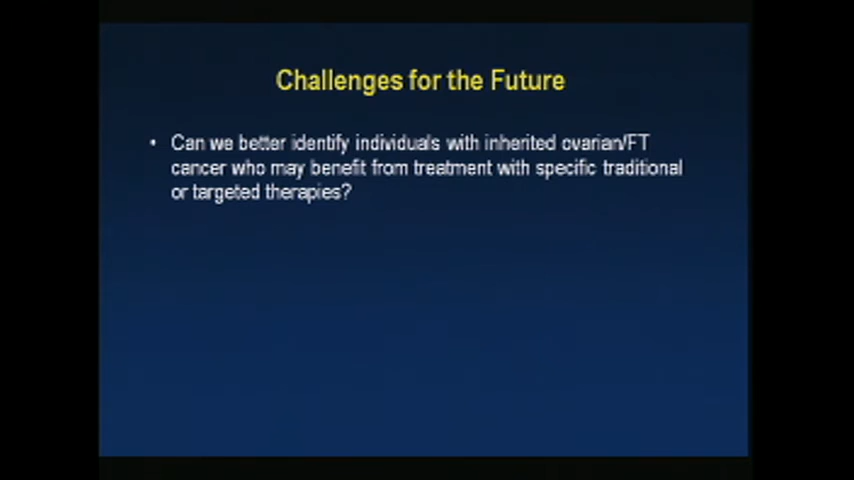 Challenges for the Future
• Can we better identify individuals with inherited ovarian/FT
cancer who may benefit from treatment with specific traditional
or targeted therapies?